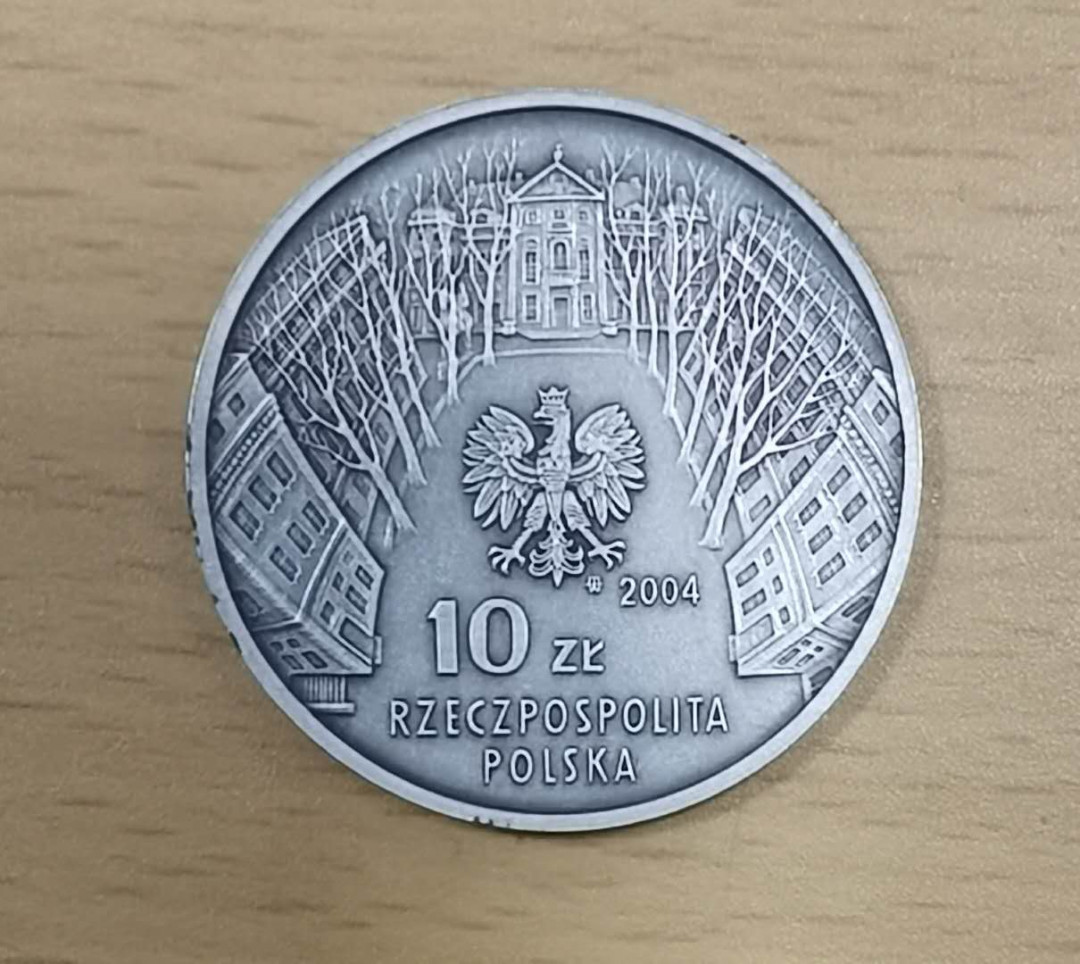 2004
10 ZŁ
RZECZPOSPOLITA
POLSKA